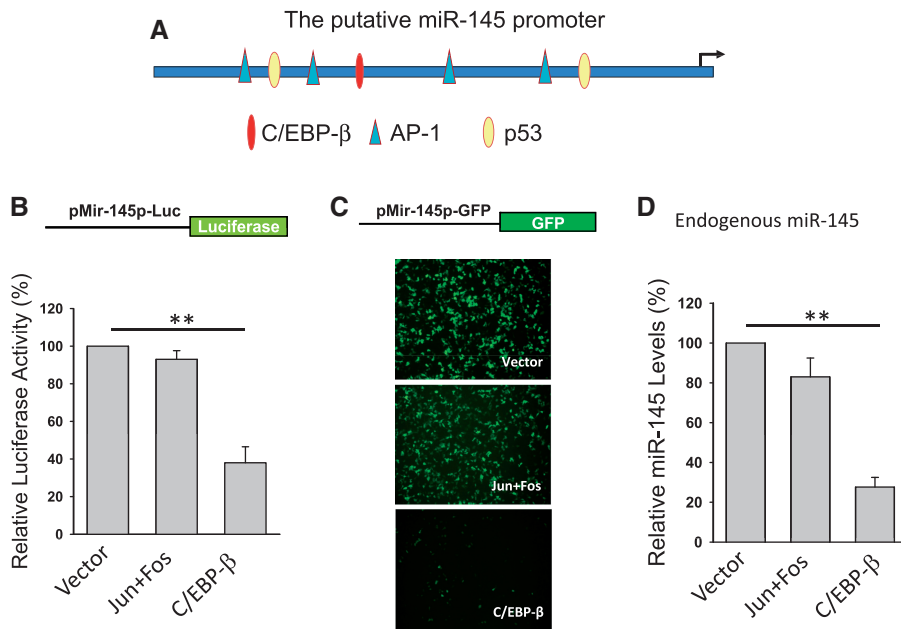 A
The putative miR-145 promoter
C/EBP-β
AP-1
p53
B
pMir-145p-Luc
Luciferase
Relative Luciferase Activity (%)
120
100
80
60
40
20
0
**
Vector
Jun+Fos
C/EBP-β
C
pMir-145p-GFP
GFP
Vector
Jun+Fos
C/EBP-β
D
Endogenous miR-145
Relative miR-145 Levels (%)
120
100
80
60
40
20
0
**
Vector
Jun+Fos
C/EBP-β